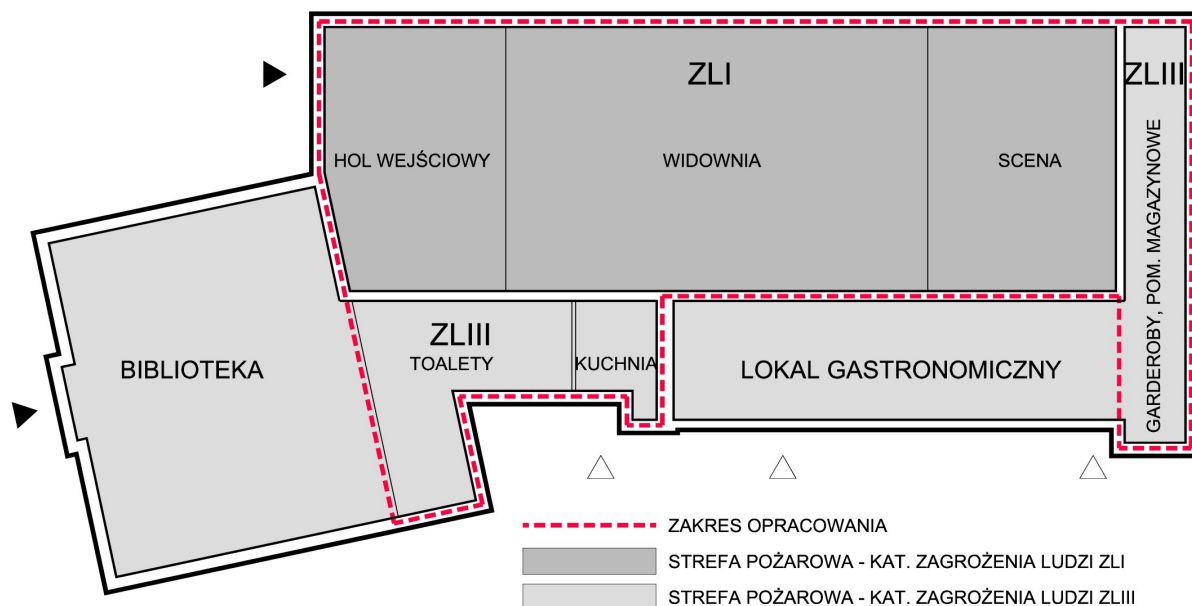 ZLI
ZLIII
HOL WEJŚCIOWY
WIDOWNIA
SCENA
GARDEROBY, POM. MAGAZYNOWE
ZLIII
TOALETY
KUCHNIA
BIBLIOTEKA
LOKAL GASTRONOMICZNY
ZAKRES OPRACOWANIA
STREFA POŻAROWA - KAT. ZAGROŻENIA LUDZI ZLI
STREFA POŻAROWA - KAT. ZAGROŻENIA LUDZI ZLIII